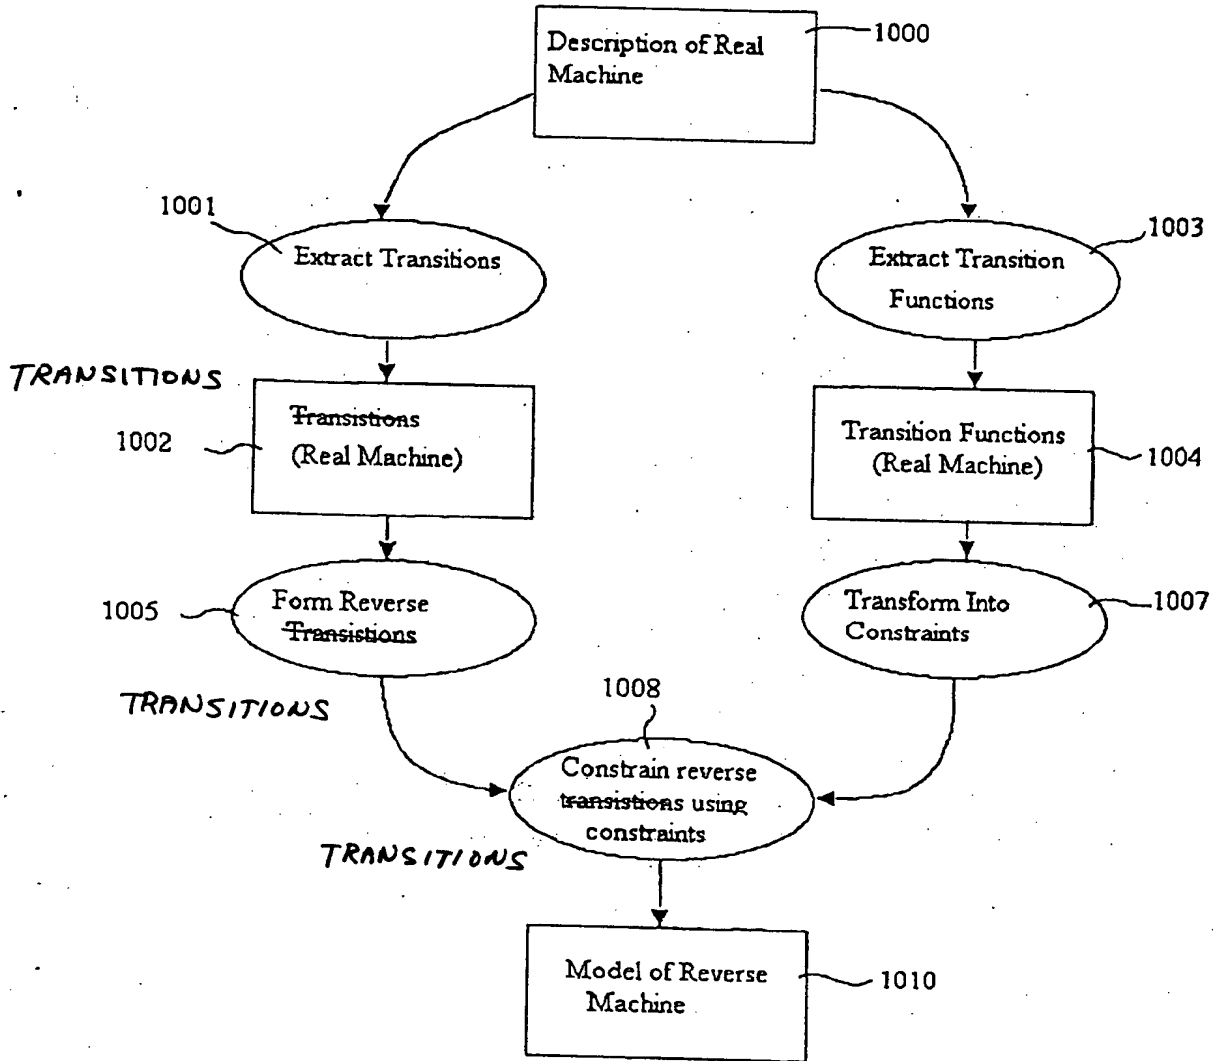 Description of Real
Machine
1000
1001
Extract Transitions
1003
Extract Transition
Functions
TRANSITIONS
1002
Transistions
(Real Machine)
Transition Functions
(Real Machine)
1004
1005
Form Reverse
Transistions
Transform Into
Constraints
1007
TRANSITIONS
1008
Constrain reverse
transistions using
constraints
TRANSITIONS
Model of Reverse
Machine
1010